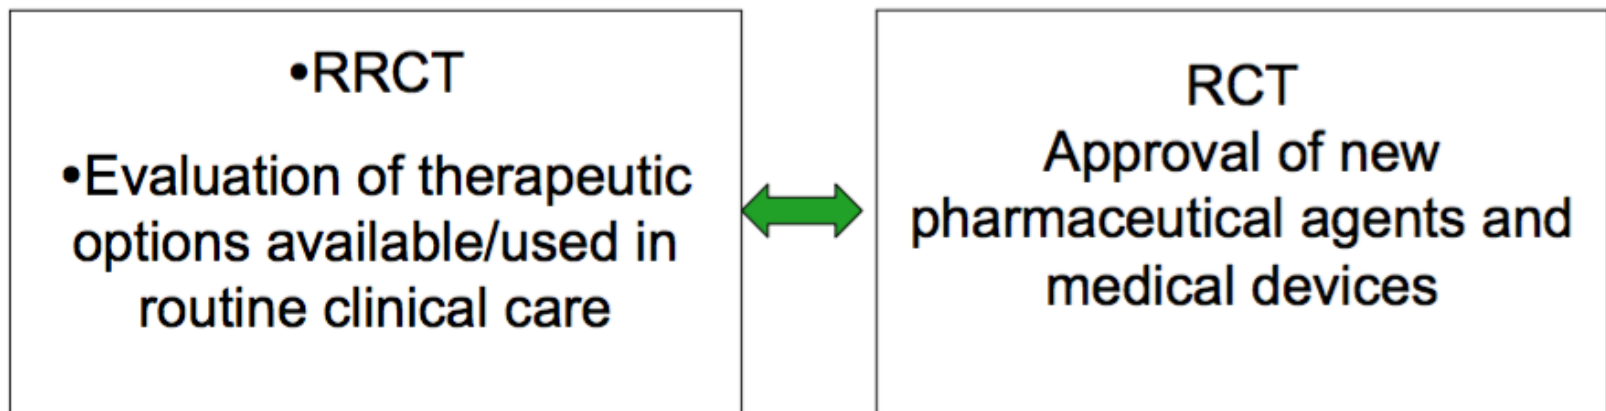 •RRCT
•Evaluation of therapeutic
options available/used in
routine clinical care
RCT
Approval of new
pharmaceutical agents and
medical devices